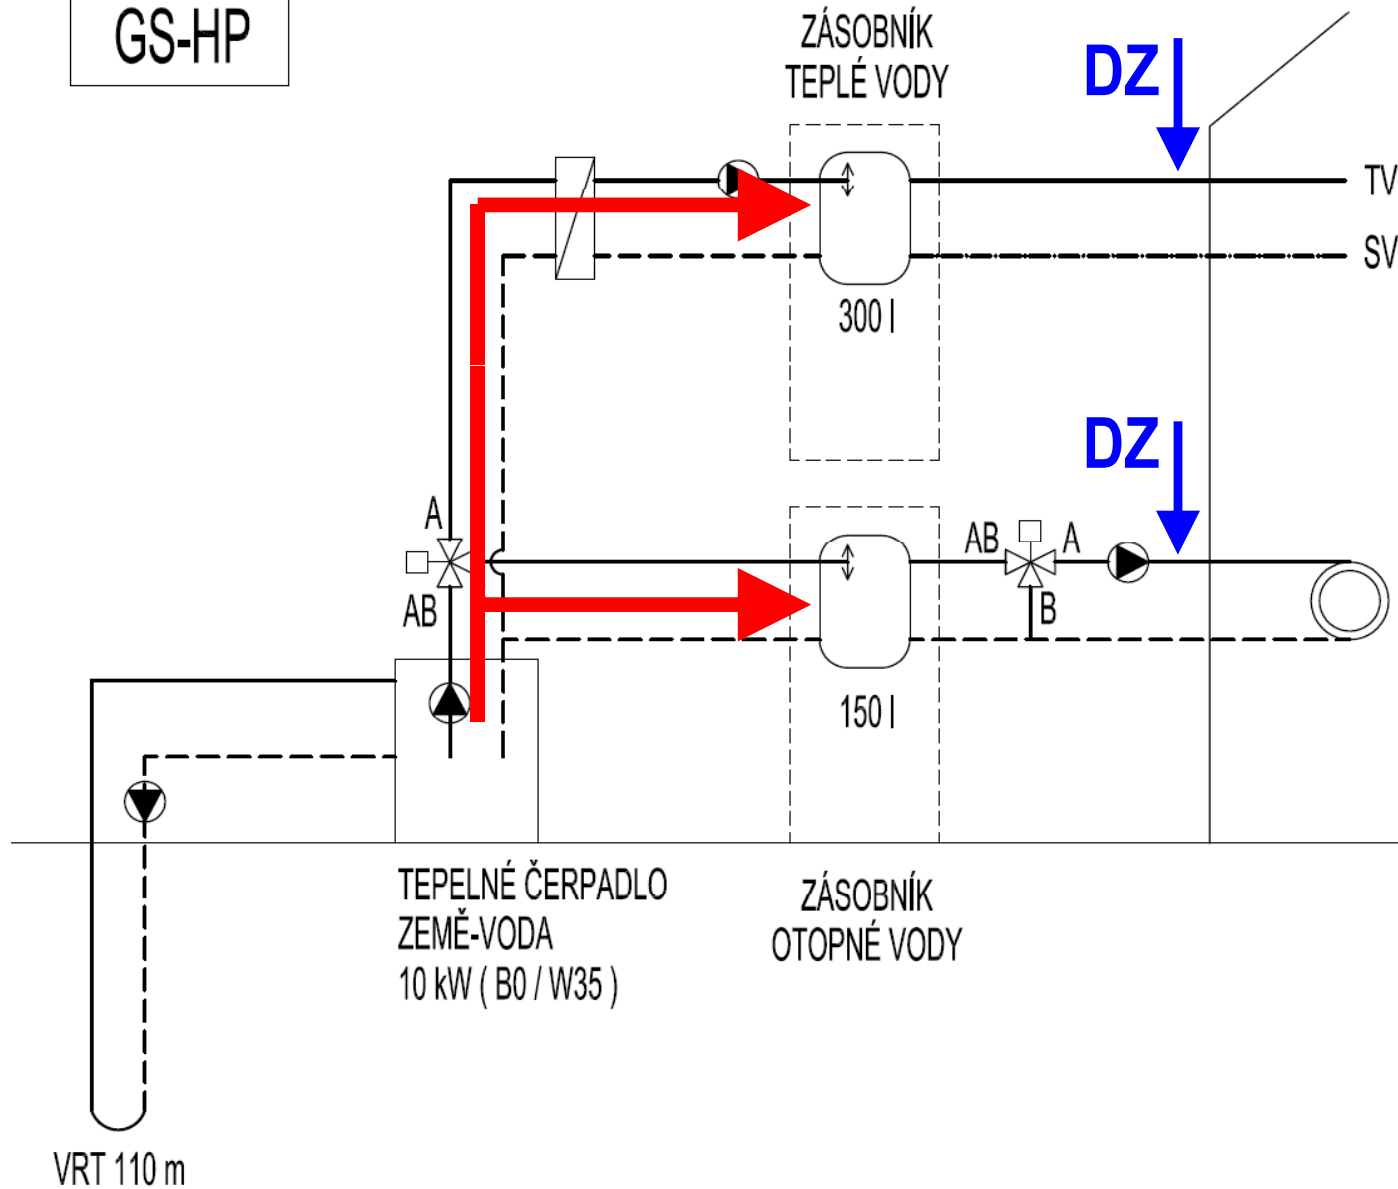 GS-HP
ZÁSOBNÍK
TEPLÉ VODY
DZ
TV
SV
300 l
DZ
A
AB
AB
A
B
150 l
TEPELNÉ ČERPADLO
ZEMĚ-VODA
10 kW ( B0 / W35 )
ZÁSOBNÍK
OTOPNÉ VODY
VRT 110 m